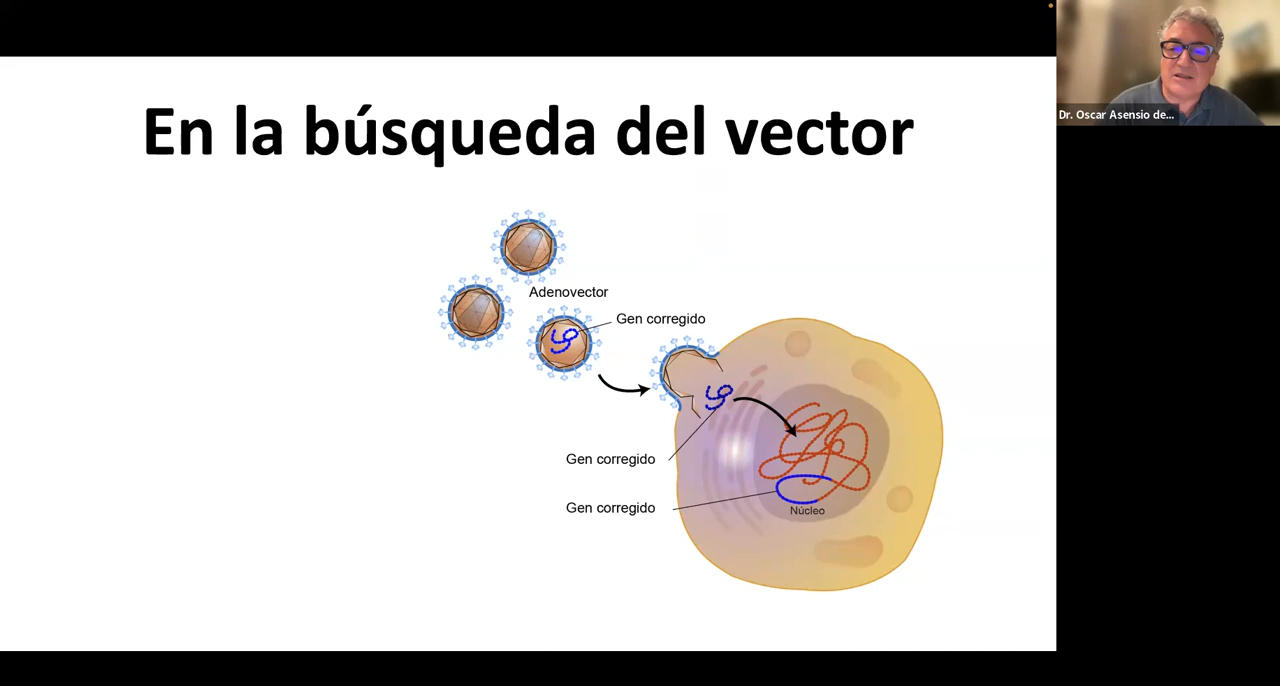 En la búsqueda del vector
Dr. Oscar Asensio de...
Adenovector
Gen corregido
Gen corregido
Gen corregido
Núcleo